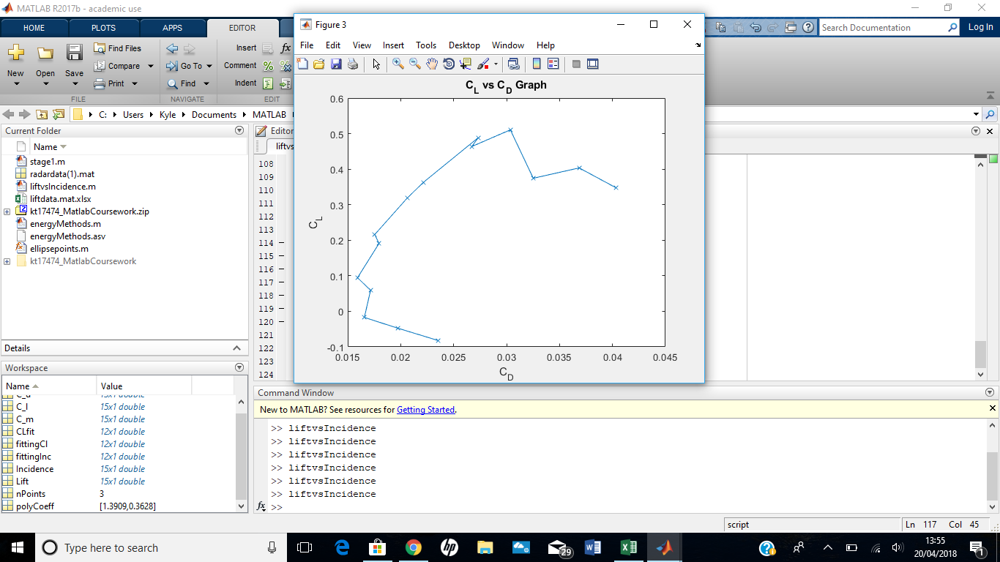 MATLAB R2017b - academic use
HOME PLOTS APPS EDITOR
Search Documentation
Log In
New Open Save
Find Files
Compare
Print
Go To
Find
Insert fx
Comment %
Indent
FILE NAVIGATE EDIT
C: Users Kyle Documents MATLAB
Current Folder
Name
stage1.m
radardata(1).mat
liftvsIncidence.m
liftdata.mat.xlsx
kt17474_MatlabCoursework.zip
energyMethods.m
energyMethods.asv
ellipsepoints.m
kt17474_MatlabCoursework
Details
Workspace
Name Value
C_d 15x1 double
C_l 15x1 double
C_m 15x1 double
CLfit 12x1 double
fittingCl 12x1 double
fittingInc 12x1 double
Incidence 15x1 double
Lift 15x1 double
nPoints 3
polyCoeff [1.3909,0.3628]
Editor
liftvs
108
109
110
111
112
113
114 –
115 –
116 –
117 –
118 –
119 –
120 –
121
122
123
124
Figure 3
File Edit View Insert Tools Desktop Window Help
C_L vs C_D Graph
0.6
0.5
0.4
0.3
0.2
0.1
0
-0.1
C_L
0.015 0.02 0.025 0.03 0.035 0.04 0.045
C_D
Command Window
New to MATLAB? See resources for Getting Started.
>> liftvsIncidence
>> liftvsIncidence
>> liftvsIncidence
>> liftvsIncidence
>> liftvsIncidence
>> liftvsIncidence
fx >>
script
Ln 117 Col 45
Type here to search
29
13:55
20/04/2018
1